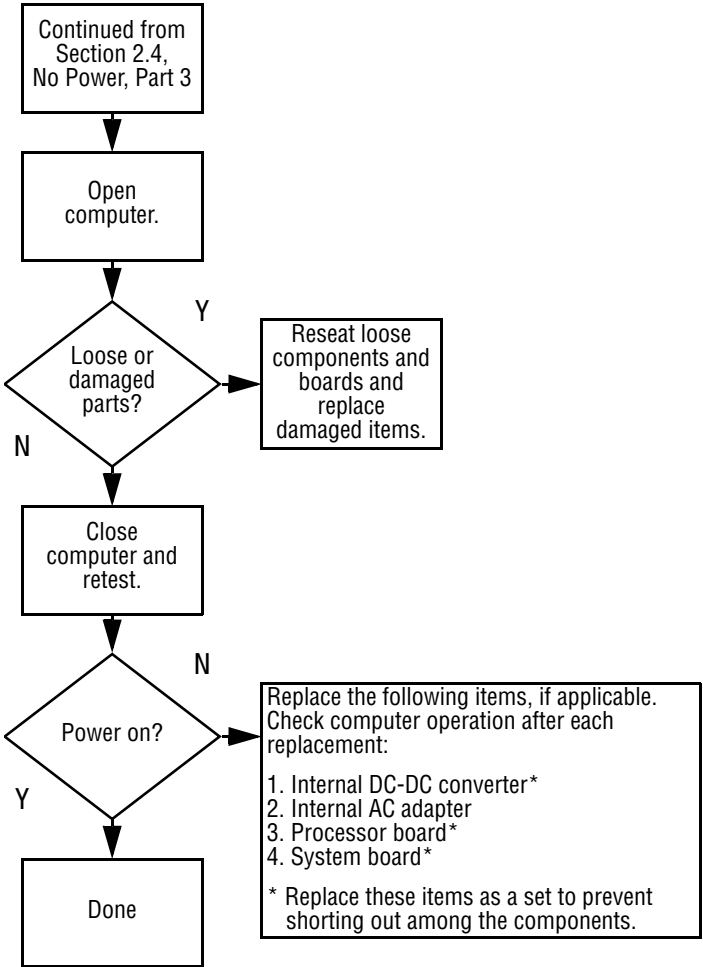 Continued from
Section 2.4,
No Power, Part 3
Open
computer.
Y
Loose or
damaged
parts?
Reseat loose
components and
boards and
replace
damaged items.
N
Close
computer and
retest.
N
Power on?
Replace the following items, if applicable.
Check computer operation after each
replacement:
1. Internal DC-DC converter*
2. Internal AC adapter
3. Processor board*
4. System board*
* Replace these items as a set to prevent
shorting out among the components.
Y
Done